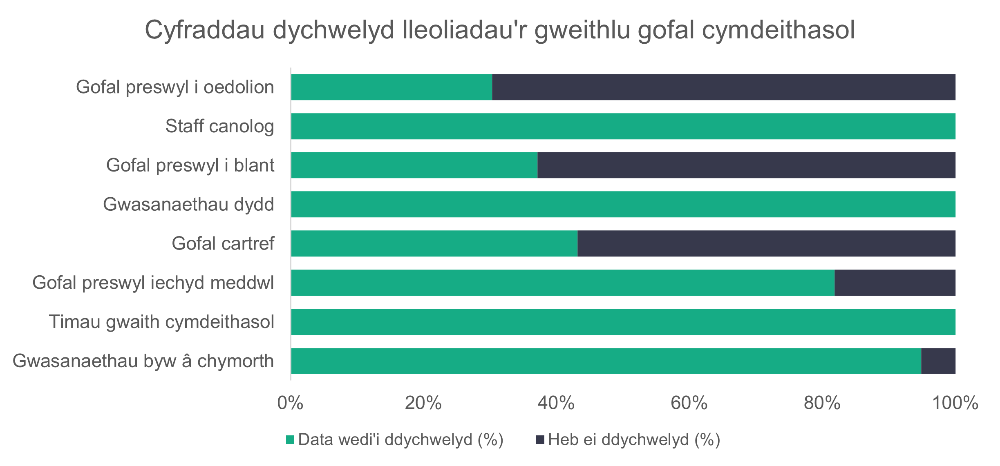 Cyfraddau dychwelyd lleoliadau'r gweithlu gofal cymdeithasol
Gofal preswyl i oedolion
Staff canolog
Gofal preswyl i blant
Gwasanaethau dydd
Gofal cartref
Gofal preswyl iechyd meddwl
Timau gwaith cymdeithasol
Gwasanaethau byw â chymorth
0% 20% 40% 60% 80% 100%
Data wedi'i ddychwelyd (%) Heb ei ddychwelyd (%)